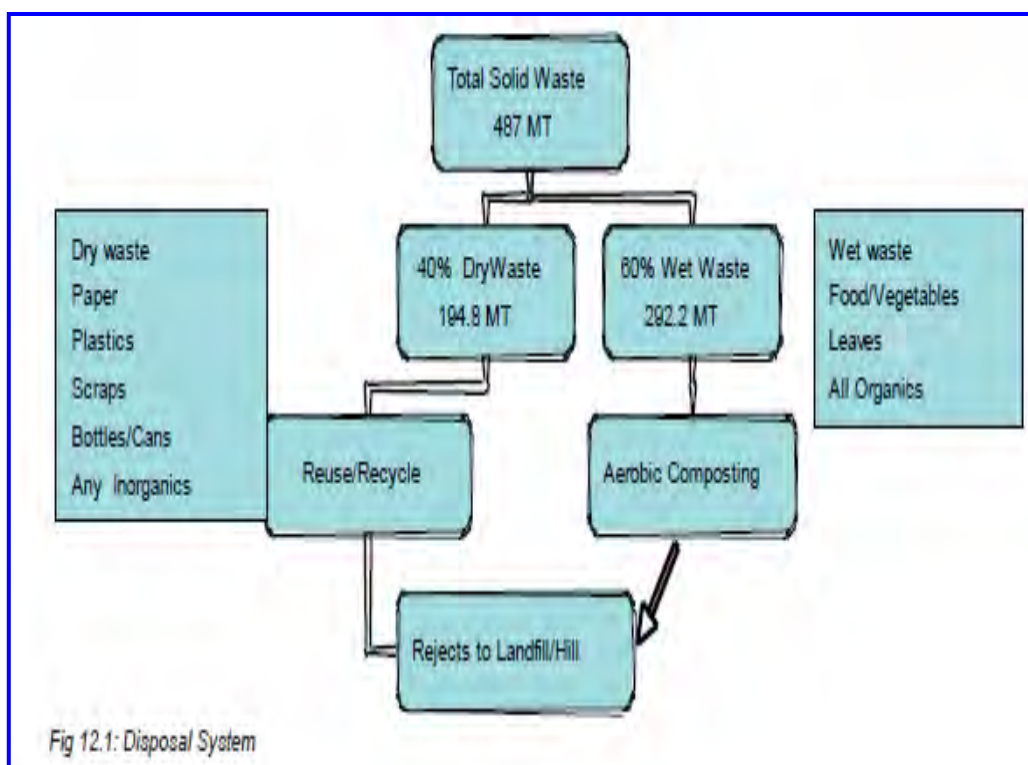 Total Solid Waste
487 MT
Dry waste
Paper
Plastics
Scraps
Bottles/Cans
Any Inorganics
40% DryWaste
194.8 MT
60% Wet Waste
292.2 MT
Wet waste
Food/Vegetables
Leaves
All Organics
Reuse/Recycle
Aerobic Composting
Rejects to Landfill/Hill
Fig 12.1: Disposal System